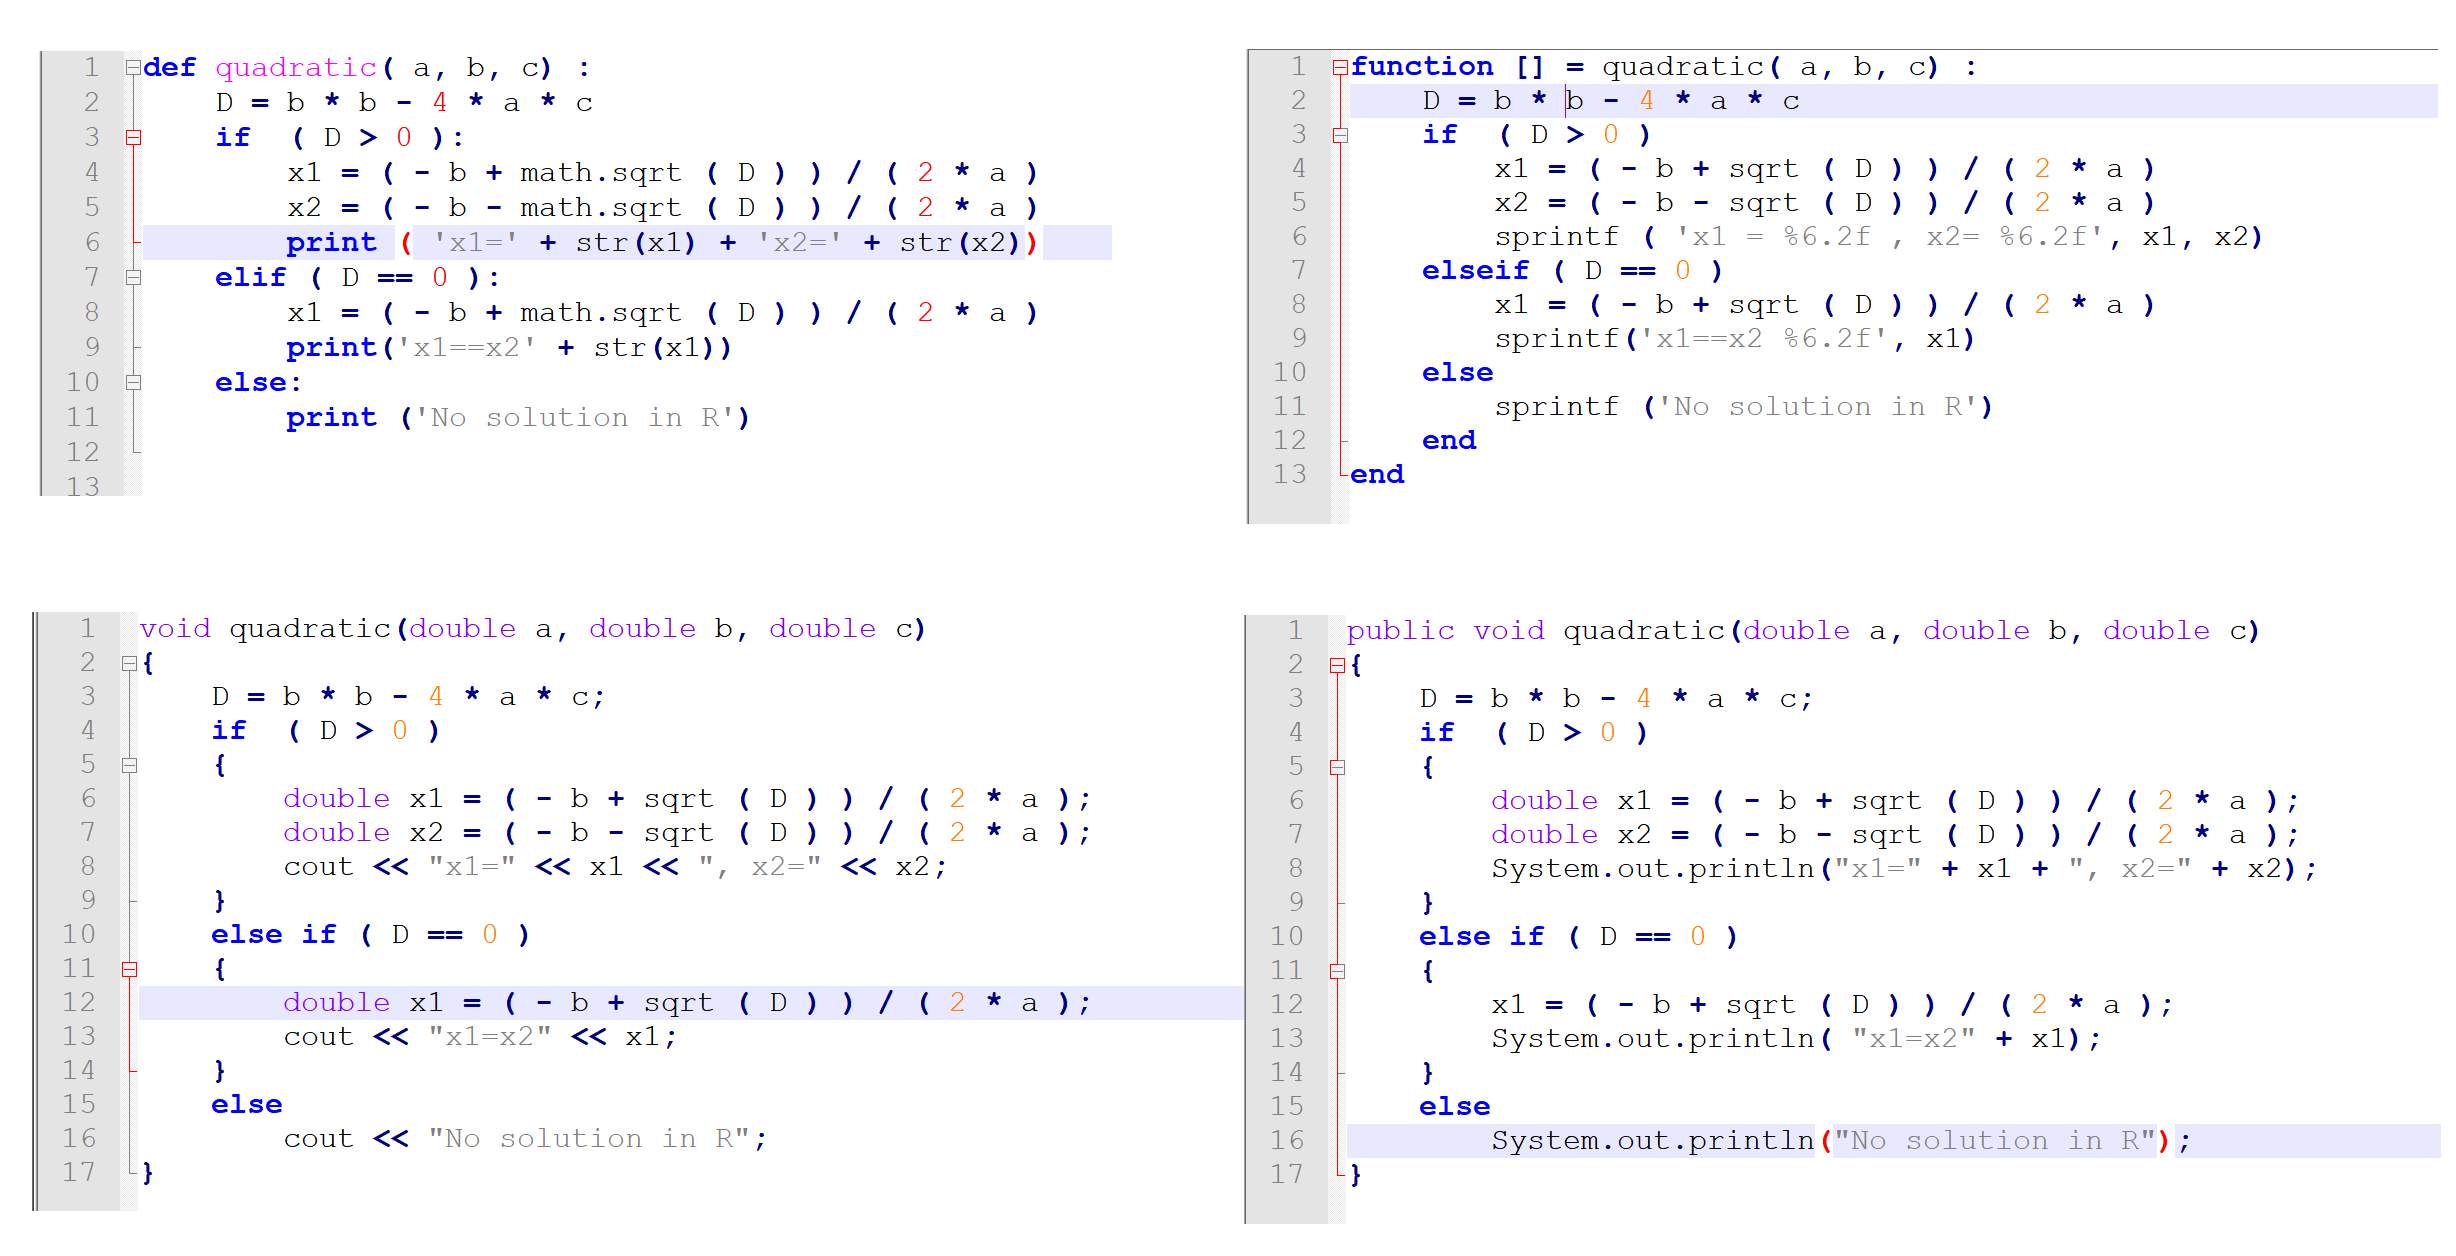 1 def quadratic( a, b, c) :
2     D = b * b - 4 * a * c
3     if  ( D > 0 ):
4         x1 = ( - b + math.sqrt ( D ) ) / ( 2 * a )
5         x2 = ( - b - math.sqrt ( D ) ) / ( 2 * a )
6         print ( 'x1=' + str(x1) + 'x2=' + str(x2))
7     elif ( D == 0 ):
8         x1 = ( - b + math.sqrt ( D ) ) / ( 2 * a )
9         print('x1==x2' + str(x1))
10     else:
11         print ('No solution in R')
12
13
1 function [] = quadratic( a, b, c) :
2     D = b * b - 4 * a * c
3     if  ( D > 0 )
4         x1 = ( - b + sqrt ( D ) ) / ( 2 * a )
5         x2 = ( - b - sqrt ( D ) ) / ( 2 * a )
6         sprintf ( 'x1 = %6.2f , x2= %6.2f', x1, x2)
7     elseif ( D == 0 )
8         x1 = ( - b + sqrt ( D ) ) / ( 2 * a )
9         sprintf('x1==x2 %6.2f', x1)
10     else
11         sprintf ('No solution in R')
12     end
13 end
1 void quadratic(double a, double b, double c)
2 {
3     D = b * b - 4 * a * c;
4     if  ( D > 0 )
5     {
6         double x1 = ( - b + sqrt ( D ) ) / ( 2 * a );
7         double x2 = ( - b - sqrt ( D ) ) / ( 2 * a );
8         cout << "x1=" << x1 << ", x2=" << x2;
9     }
10     else if ( D == 0 )
11     {
12         double x1 = ( - b + sqrt ( D ) ) / ( 2 * a );
13         cout << "x1=x2" << x1;
14     }
15     else
16         cout << "No solution in R";
17 }
1 public void quadratic(double a, double b, double c)
2 {
3     D = b * b - 4 * a * c;
4     if  ( D > 0 )
5     {
6         double x1 = ( - b + sqrt ( D ) ) / ( 2 * a );
7         double x2 = ( - b - sqrt ( D ) ) / ( 2 * a );
8         System.out.println("x1=" + x1 + ", x2=" + x2);
9     }
10     else if ( D == 0 )
11     {
12         x1 = ( - b + sqrt ( D ) ) / ( 2 * a );
13         System.out.println( "x1=x2" + x1);
14     }
15     else
16         System.out.println("No solution in R");
17 }